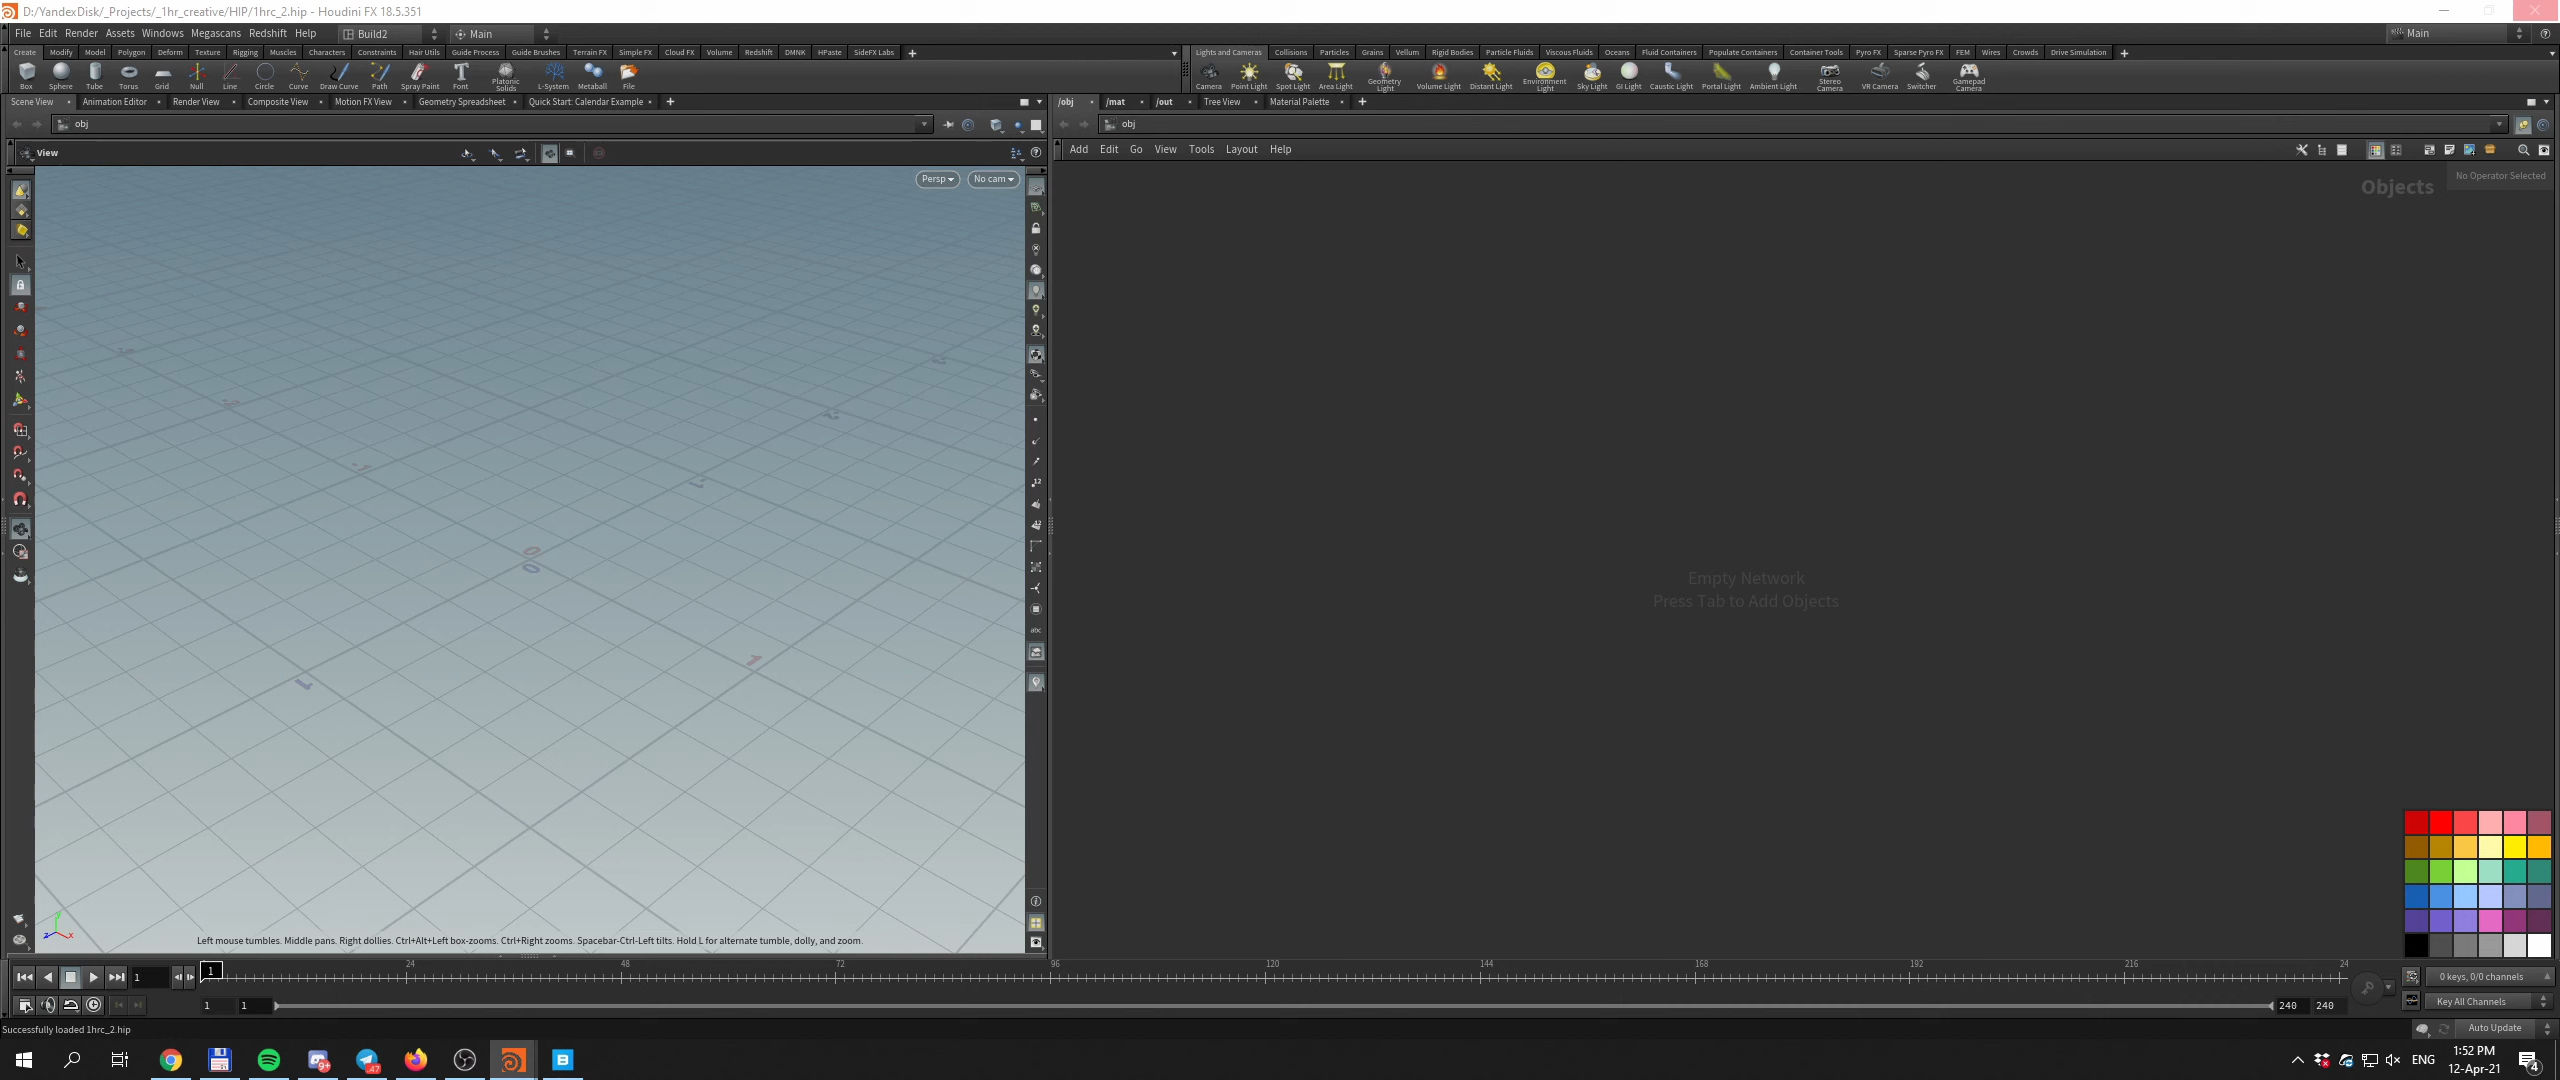 D:/YandexDisk/_Projects/_1hr_creative/HIP/1hrc_2.hip - Houdini FX 18.5.351
File Edit Render Assets Windows Megascans Redshift Help Build2 Main Main
Create Modify Model Polygon Deform Texture Rigging Muscles Characters Constraints Hair Utils Guide Process Guide Brushes Terrain FX Simple FX Cloud FX Volume Redshift DMNK HPaste SideFX Labs
Lights and Cameras Collisions Particles Grains Vellum Rigid Bodies Particle Fluids Viscous Fluids Oceans Fluid Containers Populate Containers Container Tools Pyro FX Sparse Pyro FX FEM Wires Crowds Drive Simulation
Box Sphere Tube Torus Grid Null Line Circle Curve Draw Curve Path Spray Paint Font Platonic Solids L-System Metaball File
Camera Point Light Spot Light Area Light Geometry Light Volume Light Distant Light Environment Light Sky Light GI Light Caustic Light Portal Light Ambient Light Stereo Camera VR Camera Switcher Gamepad Camera
Scene View Animation Editor Render View Composite View Motion FX View Geometry Spreadsheet Quick Start: Calendar Example
/obj /mat /out Tree View Material Palette
obj
obj
View
Add Edit Go View Tools Layout Help
Persp No cam
Objects
No Operator Selected
0
0
1
1
Empty Network
Press Tab to Add Objects
12
12
abc
y
z x
Left mouse tumbles. Middle pans. Right dollies. Ctrl+Alt+Left box-zooms. Ctrl+Right zooms. Spacebar-Ctrl-Left tilts. Hold L for alternate tumble, dolly, and zoom.
1 1 24 48 72 96 120 144 168 192 216 24
0 keys, 0/0 channels
1 1 240 240
Key All Channels
Successfully loaded 1hrc_2.hip
Auto Update
9+
47
ENG
1:52 PM
12-Apr-21
4